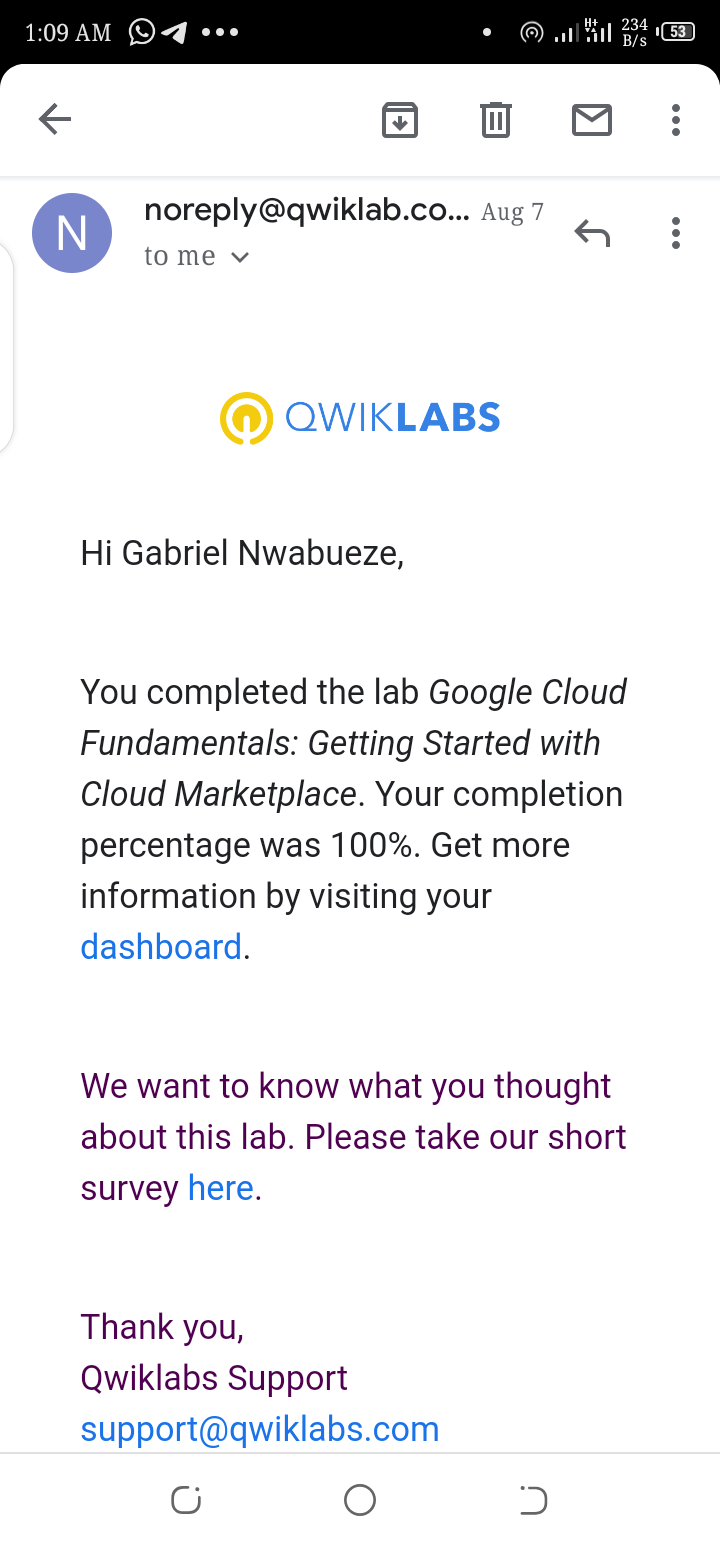 1:09 AM
H+
234
B/s
53
noreply@qwiklab.co... Aug 7
N
to me
QWIKLABS
Hi Gabriel Nwabueze,
You completed the lab Google Cloud
Fundamentals: Getting Started with
Cloud Marketplace. Your completion
percentage was 100%. Get more
information by visiting your
dashboard.
We want to know what you thought
about this lab. Please take our short
survey here.
Thank you,
Qwiklabs Support
support@qwiklabs.com